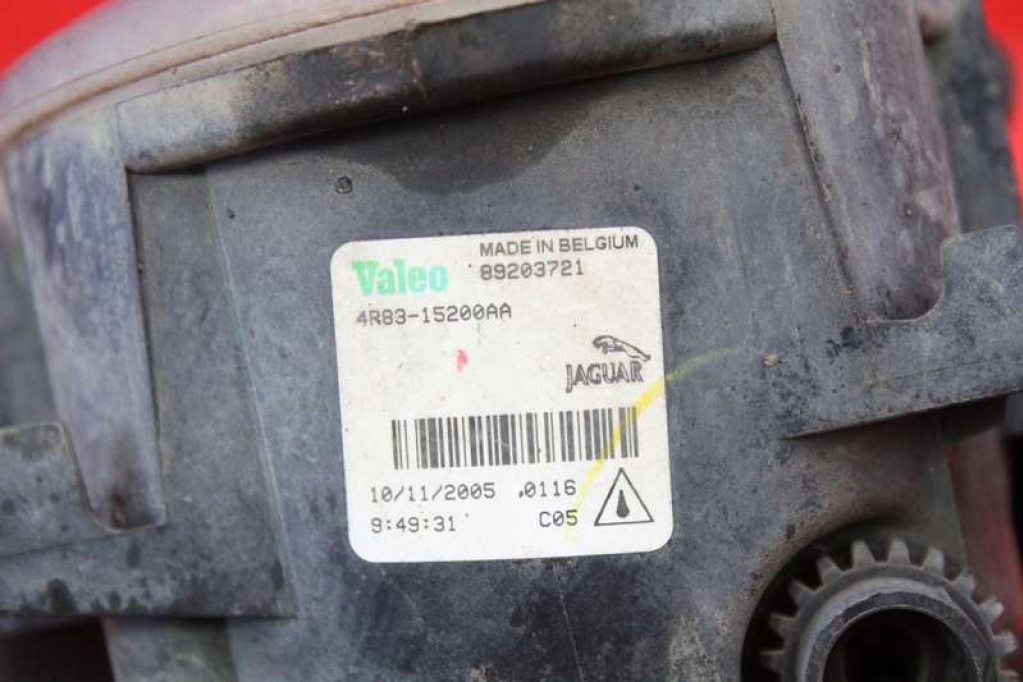 Valeo MADE IN BELGIUM
89203721
4R83-15200AA
JAGUAR
10/11/2005 .0116
9:49:31 C05